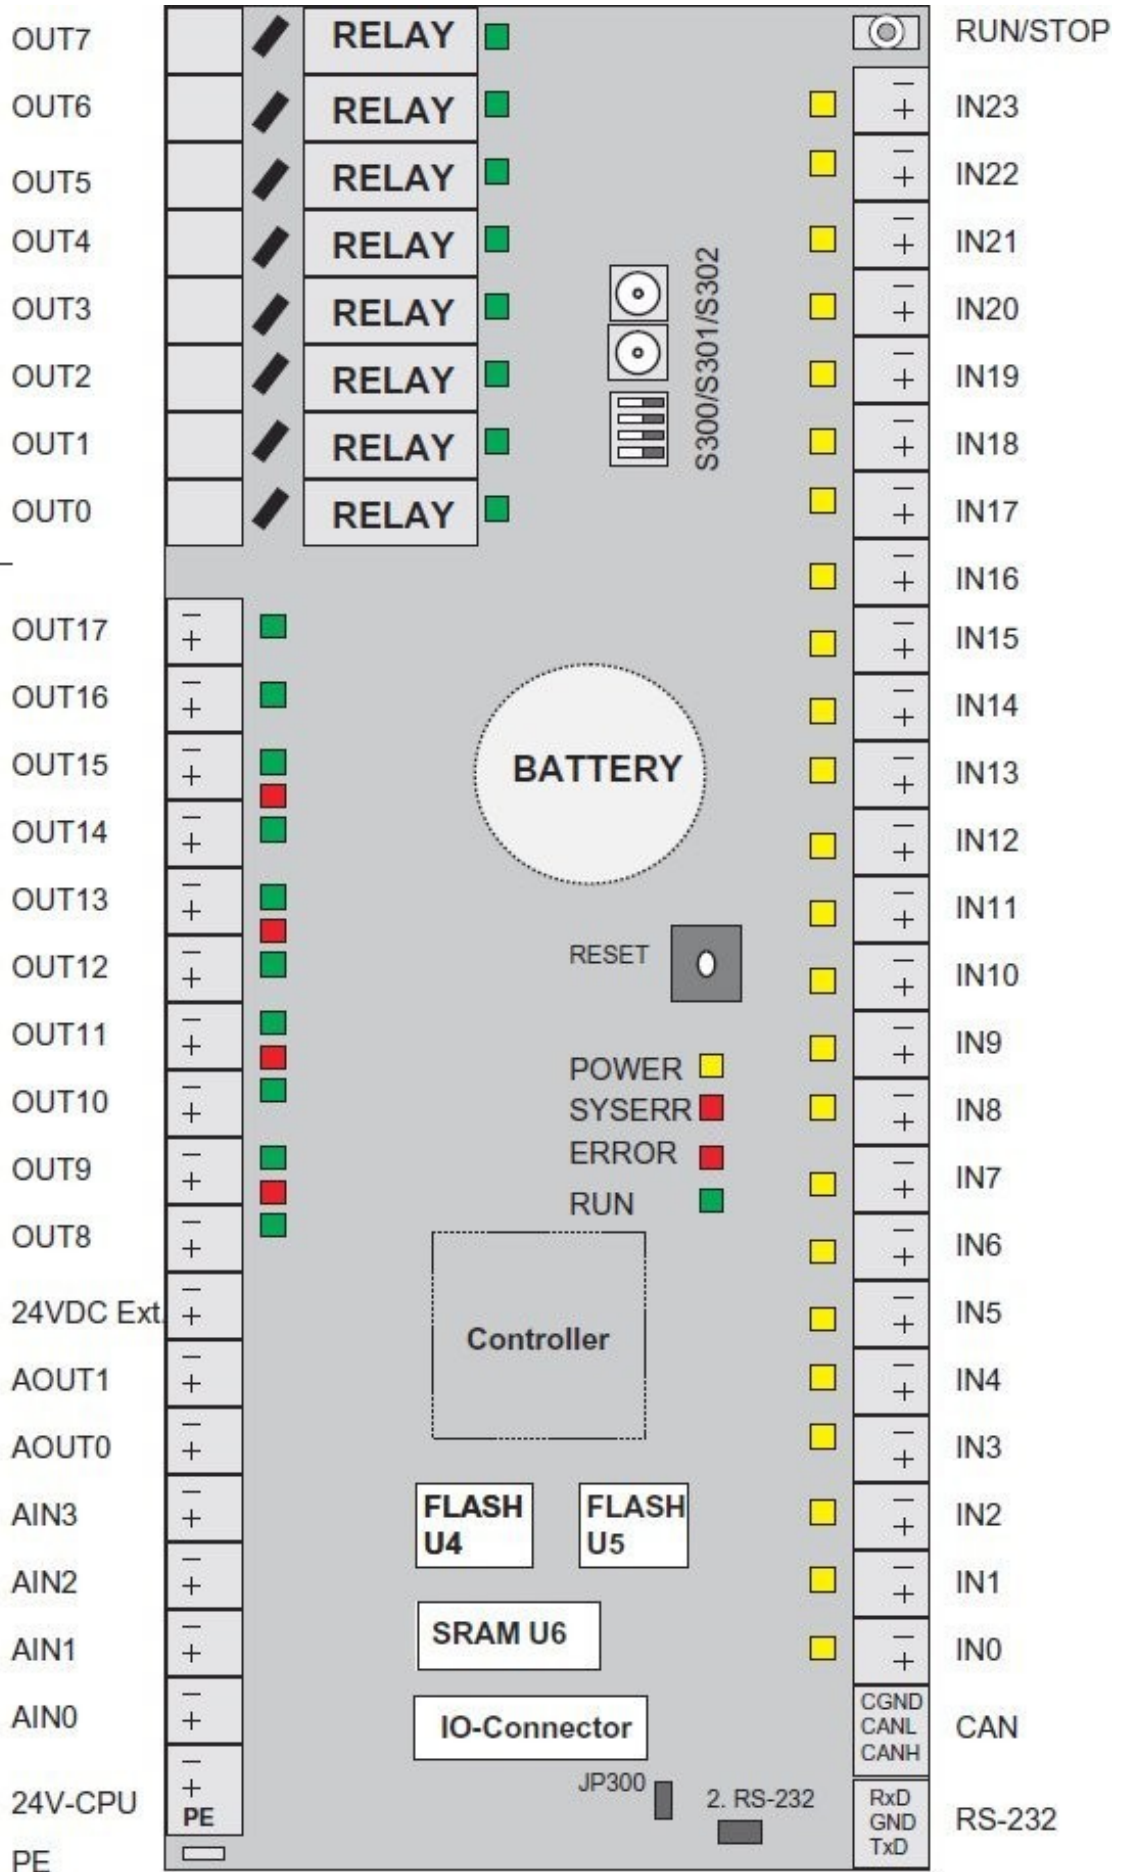 OUT7 RELAY RUN/STOP
OUT6 RELAY − + IN23
OUT5 RELAY − + IN22
OUT4 RELAY − + IN21
OUT3 RELAY − + IN20
OUT2 RELAY − + IN19
OUT1 RELAY − + IN18
OUT0 RELAY − + IN17
S300/S301/S302
− + IN16
OUT17 − + − + IN15
OUT16 − + − + IN14
OUT15 − + BATTERY − + IN13
OUT14 − + − + IN12
OUT13 − + − + IN11
OUT12 − + RESET − + IN10
OUT11 − + − + IN9
POWER
OUT10 − + SYSERR − + IN8
ERROR
OUT9 − + − + IN7
RUN
OUT8 − + − + IN6
24VDC Ext. − + Controller − + IN5
AOUT1 − + − + IN4
AOUT0 − + − + IN3
AIN3 − + FLASH FLASH − + IN2
U4 U5
AIN2 − + − + IN1
AIN1 − + SRAM U6 − + IN0
CGND
AIN0 − + IO-Connector CANL CAN
CANH
24V-CPU − + JP300 2. RS-232 RxD
PE GND RS-232
TxD
PE